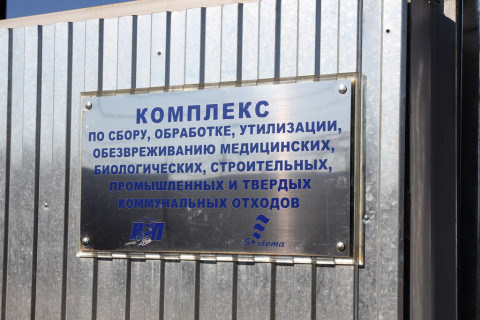 КОМПЛЕКС
ПО СБОРУ, ОБРАБОТКЕ, УТИЛИЗАЦИИ,
ОБЕЗВРЕЖИВАНИЮ МЕДИЦИНСКИХ,
БИОЛОГИЧЕСКИХ, СТРОИТЕЛЬНЫХ,
ПРОМЫШЛЕННЫХ И ТВЕРДЫХ
КОММУНАЛЬНЫХ ОТХОДОВ